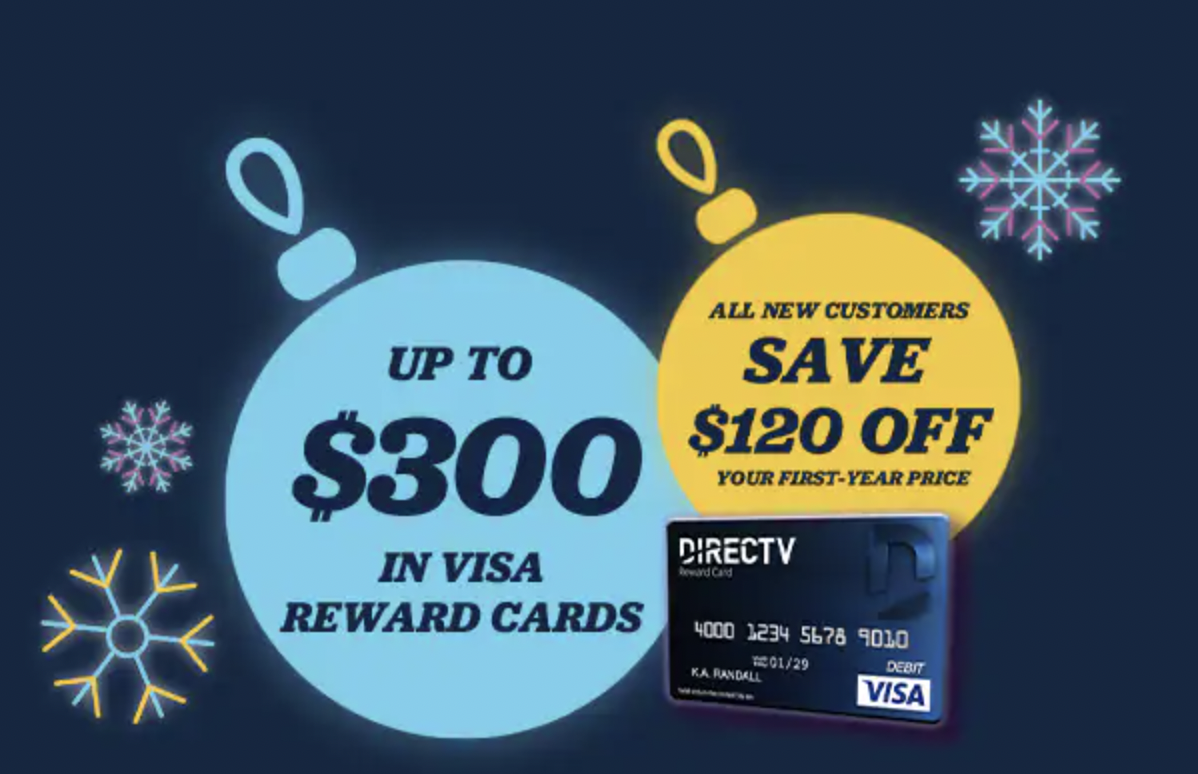 UP TO
$300
IN VISA
REWARD CARDS
ALL NEW CUSTOMERS
SAVE
$120 OFF
YOUR FIRST-YEAR PRICE
DIRECTV
Reward Card
4000 1234 5678 9010
01/29
K.A. RANDALL
DEBIT
VISA